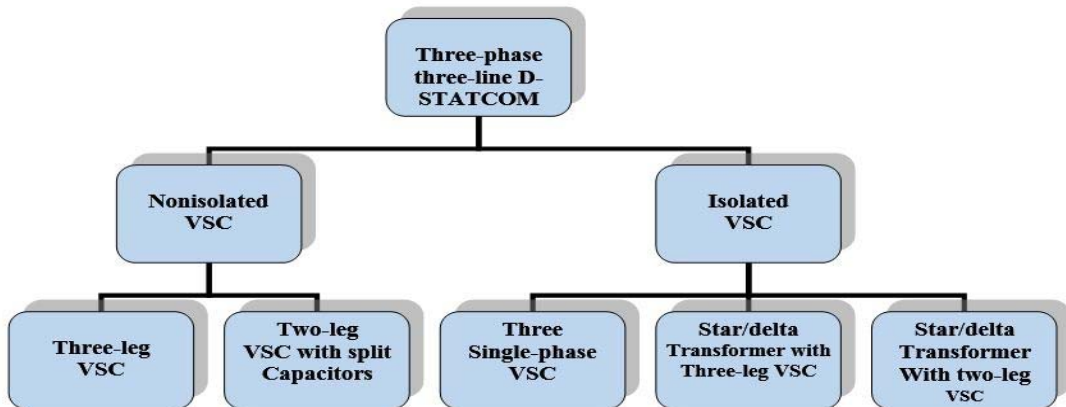 Three-phase
three-line D-
STATCOM
Nonisolated
VSC
Isolated
VSC
Three-leg
VSC
Two-leg
VSC with split
Capacitors
Three
Single-phase
VSC
Star/delta
Transformer with
Three-leg VSC
Star/delta
Transformer
With two-leg
VSC